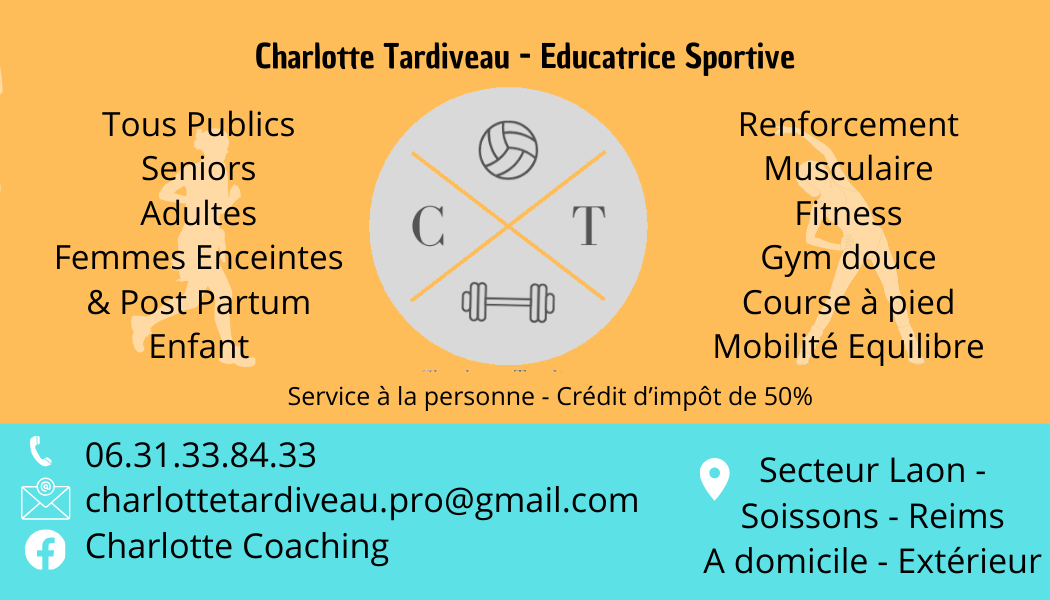 Charlotte Tardiveau - Educatrice Sportive
Tous Publics
Seniors
Adultes
Femmes Enceintes
& Post Partum
Enfant
C T
Renforcement
Musculaire
Fitness
Gym douce
Course à pied
Mobilité Equilibre
Service à la personne - Crédit d'impôt de 50%
06.31.33.84.33
charlottetardiveau.pro@gmail.com
Charlotte Coaching
Secteur Laon -
Soissons - Reims
A domicile - Extérieur